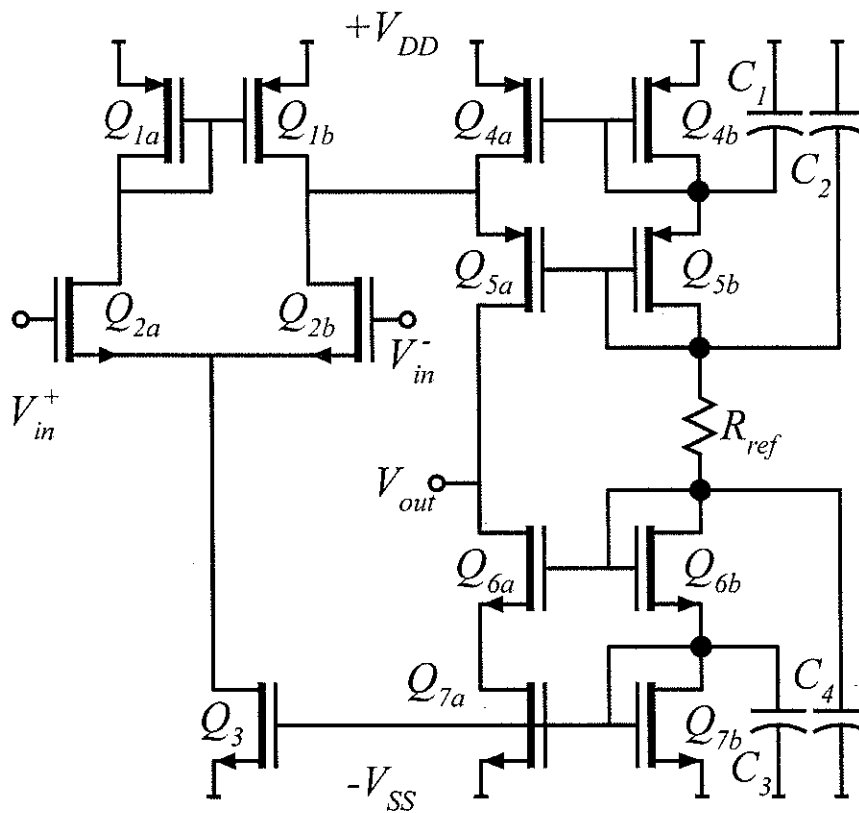 +V_DD
C_1
Q_1a
Q_1b
Q_4a
Q_4b
C_2
Q_5a
Q_5b
Q_2a
Q_2b
V_in^-
V_in^+
R_ref
V_out
Q_6a
Q_6b
Q_7a
C_4
Q_3
Q_7b
C_3
-V_SS